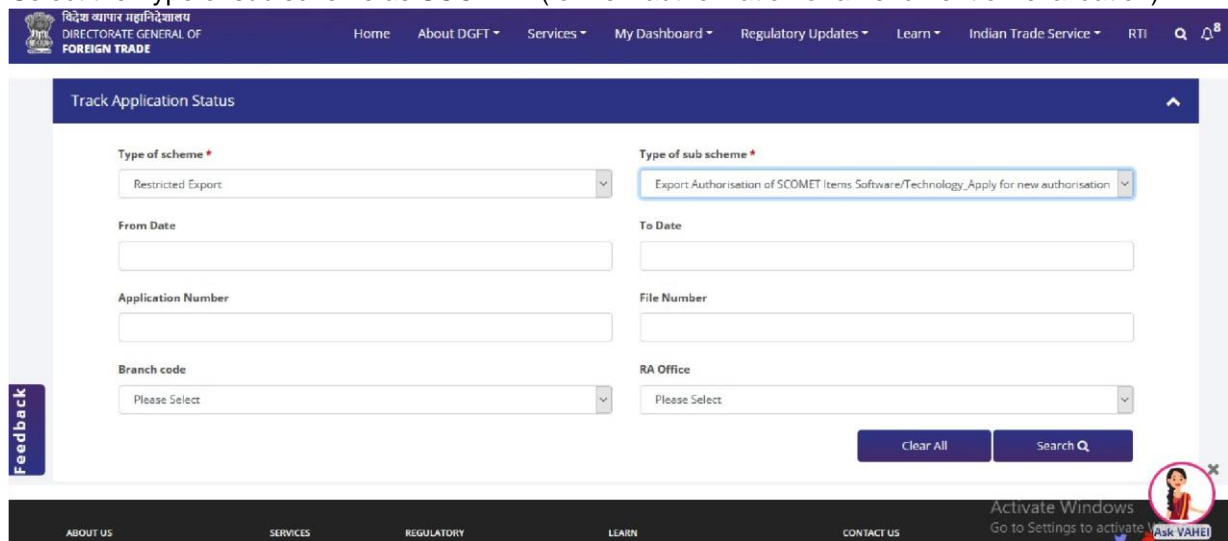 विदेश व्यापार महानिदेशालय
DIRECTORATE GENERAL OF
FOREIGN TRADE
Home About DGFT Services My Dashboard Regulatory Updates Learn Indian Trade Service RTI 8
Track Application Status
Type of scheme * Type of sub scheme *
Restricted Export Export Authorisation of SCOMET Items Software/Technology_Apply for new authorisation
From Date To Date
Application Number File Number
Branch code RA Office
Please Select Please Select
Feedback
Clear All Search
Activate Windows
Go to Settings to activate
Ask VAHEI
ABOUT US SERVICES REGULATORY LEARN CONTACT US